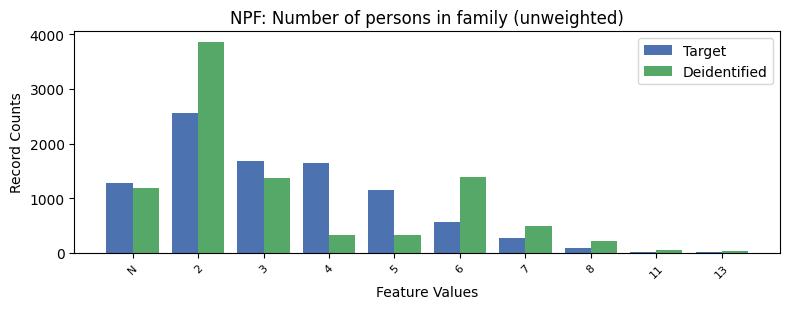 NPF: Number of persons in family (unweighted)
Target
Deidentified
Record Counts
4000
3000
2000
1000
0
N 2 3 4 5 6 7 8 11 13
Feature Values